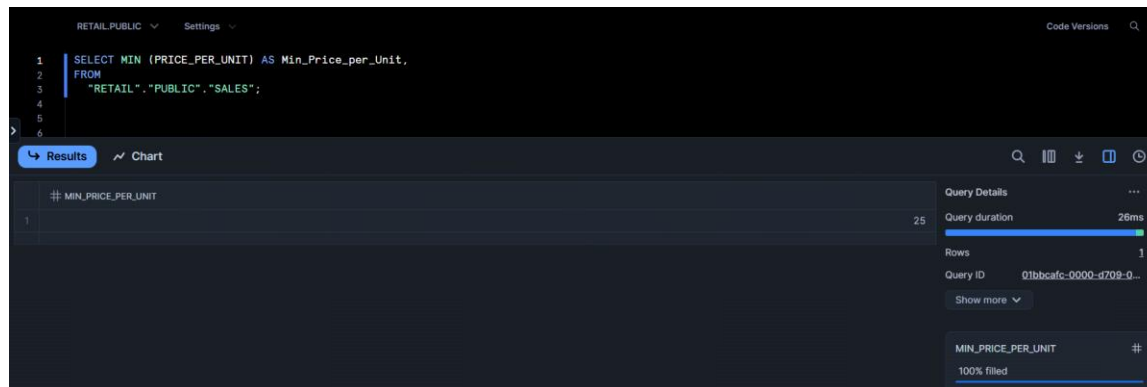 RETAIL.PUBLIC Settings Code Versions
1 SELECT MIN (PRICE_PER_UNIT) AS Min_Price_per_Unit,
2 FROM
3 "RETAIL"."PUBLIC"."SALES";
4
5
6
Results Chart
MIN_PRICE_PER_UNIT
1 25
Query Details ...
Query duration 26ms
Rows 1
Query ID 01bbcafc-0000-d709-0...
Show more
MIN_PRICE_PER_UNIT #
100% filled